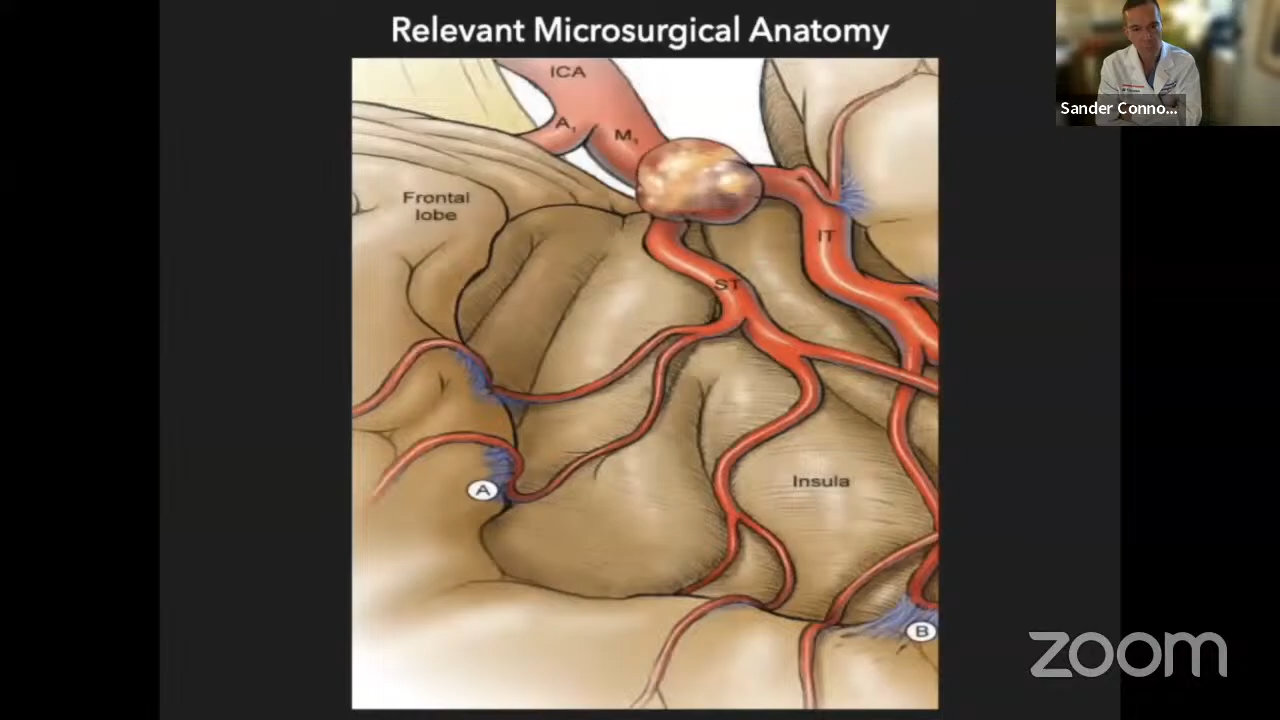 Relevant Microsurgical Anatomy
Sander Conno...
ICA
A₁
M₁
Frontal
lobe
IT
ST
Insula
A
B
zoom